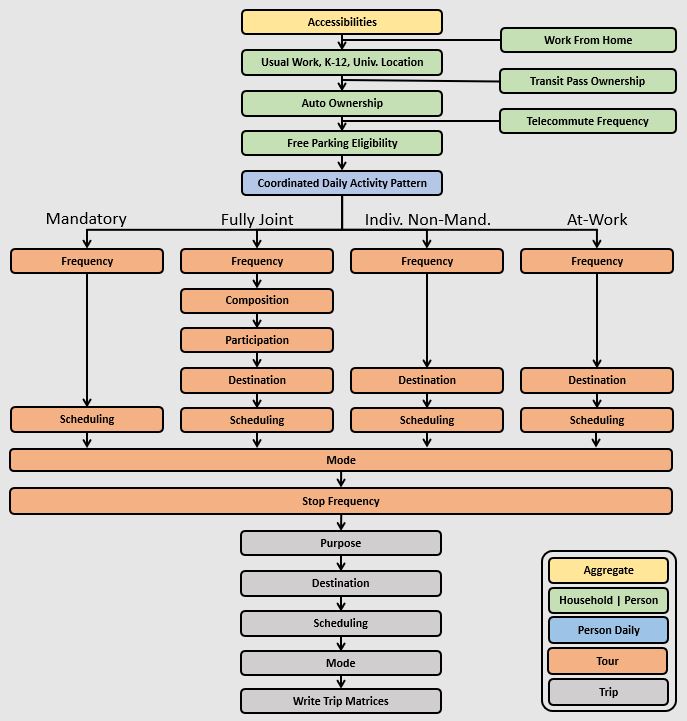 Accessibilities
Work From Home
Usual Work, K-12, Univ. Location
Transit Pass Ownership
Auto Ownership
Telecommute Frequency
Free Parking Eligibility
Coordinated Daily Activity Pattern
Mandatory
Fully Joint
Indiv. Non-Mand.
At-Work
Frequency
Frequency
Frequency
Frequency
Composition
Participation
Destination
Destination
Destination
Scheduling
Scheduling
Scheduling
Scheduling
Mode
Stop Frequency
Purpose
Destination
Scheduling
Mode
Write Trip Matrices
Aggregate
Household | Person
Person Daily
Tour
Trip